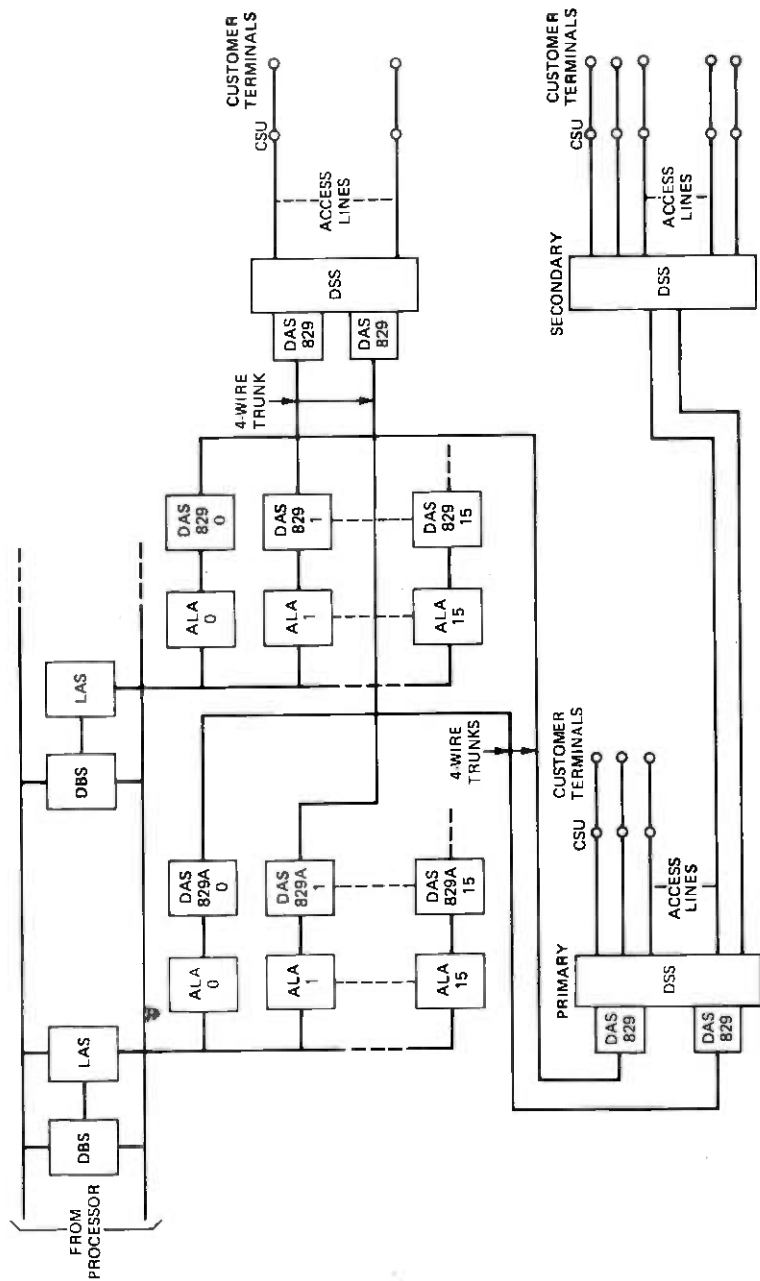 FROM
PROCESSOR
DBS
LAS
DBS
LAS
ALA
0
DAS
829A
0
ALA
1
DAS
829A
1
ALA
15
DAS
829A
15
ALA
0
DAS
829
0
ALA
1
DAS
829
1
ALA
15
DAS
829
15
4-WIRE
TRUNK
DAS
829
DAS
829
DSS
ACCESS
LINES
CSU
CUSTOMER
TERMINALS
4-WIRE
TRUNKS
PRIMARY
DAS
829
DAS
829
DSS
ACCESS
LINES
CSU
CUSTOMER
TERMINALS
SECONDARY
DSS
ACCESS
LINES
CSU
CUSTOMER
TERMINALS